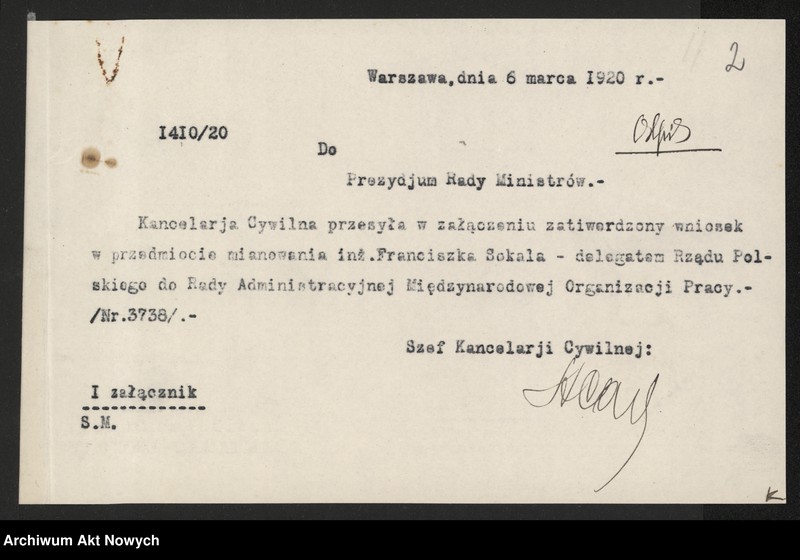 2
Warszawa,dnia 6 marca 1920 r.-
1410/20
Odpis
Do
Prezydjum Rady Ministrów.-
Kancelarja Cywilna przesyła w załączeniu zatiwerdzony wniosek
w przedmiocie mianowania inż.Franciszka Sokala - delegatem Rządu Pol-
skiego do Rady Administracyjnej Międzynarodowej Organizacji Pracy.-
/Nr.3738/.-
Szef Kancelarji Cywilnej:
I załącznik
S.M.
K
Archiwum Akt Nowych